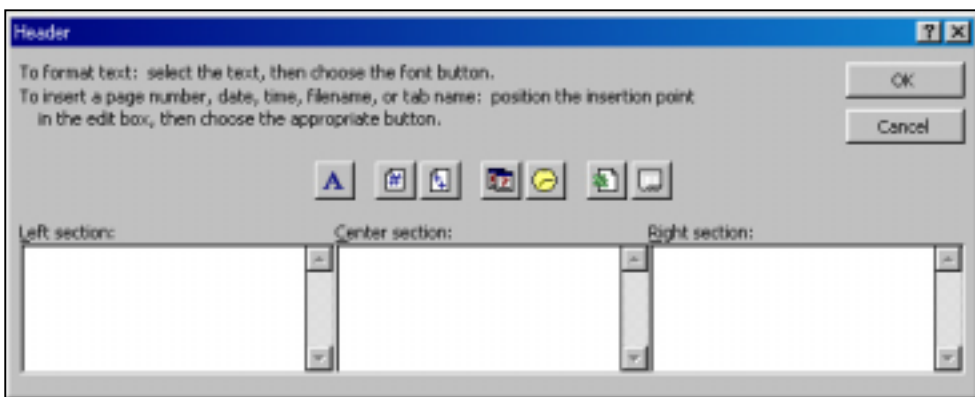 Header
To format text: select the text, then choose the font button.
To insert a page number, date, time, filename, or tab name: position the insertion point
in the edit box, then choose the appropriate button.
OK
Cancel
A
Left section:
Center section:
Right section: